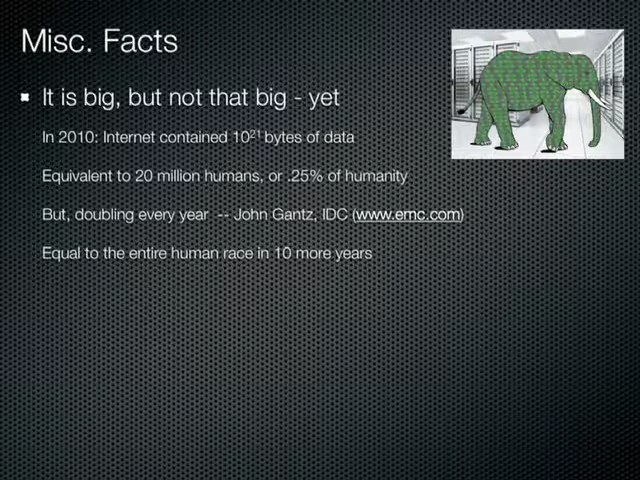 Misc. Facts
It is big, but not that big - yet
In 2010: Internet contained 10²¹ bytes of data
Equivalent to 20 million humans, or .25% of humanity
But, doubling every year -- John Gantz, IDC (www.emc.com)
Equal to the entire human race in 10 more years